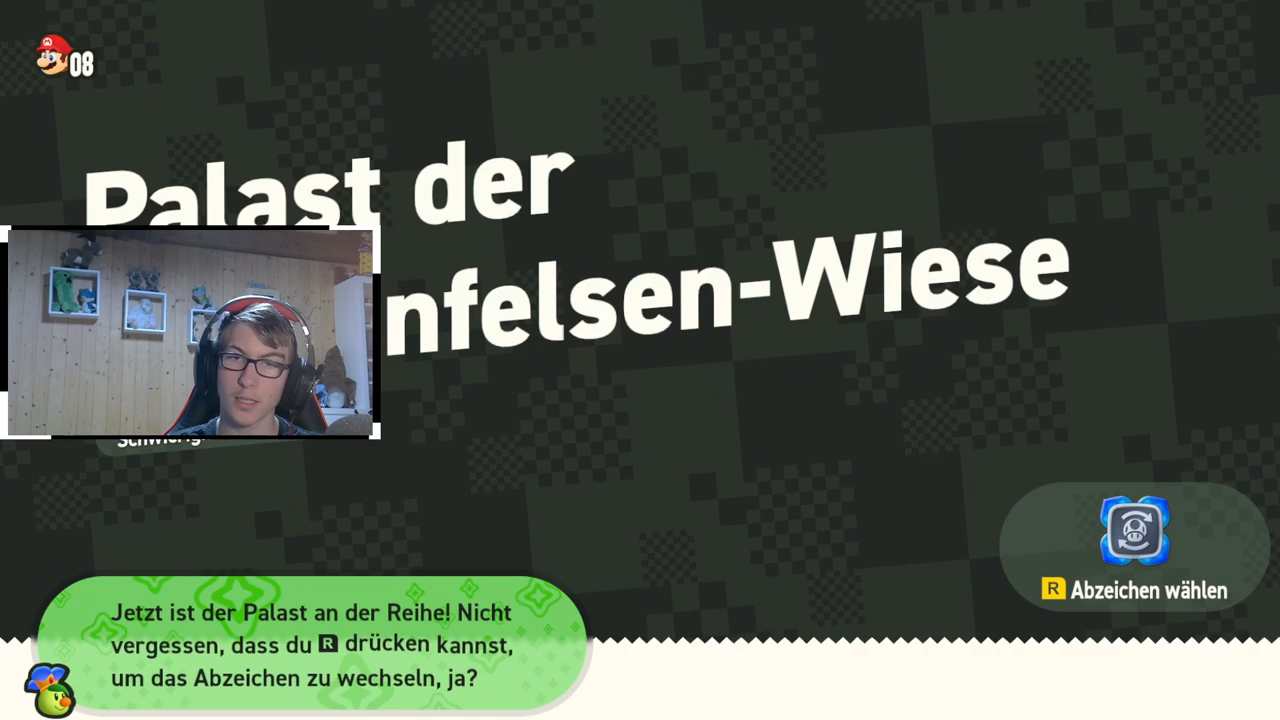 08
Palast der
nfelsen-Wiese
R Abzeichen wählen
Jetzt ist der Palast an der Reihe! Nicht
vergessen, dass du R drücken kannst,
um das Abzeichen zu wechseln, ja?